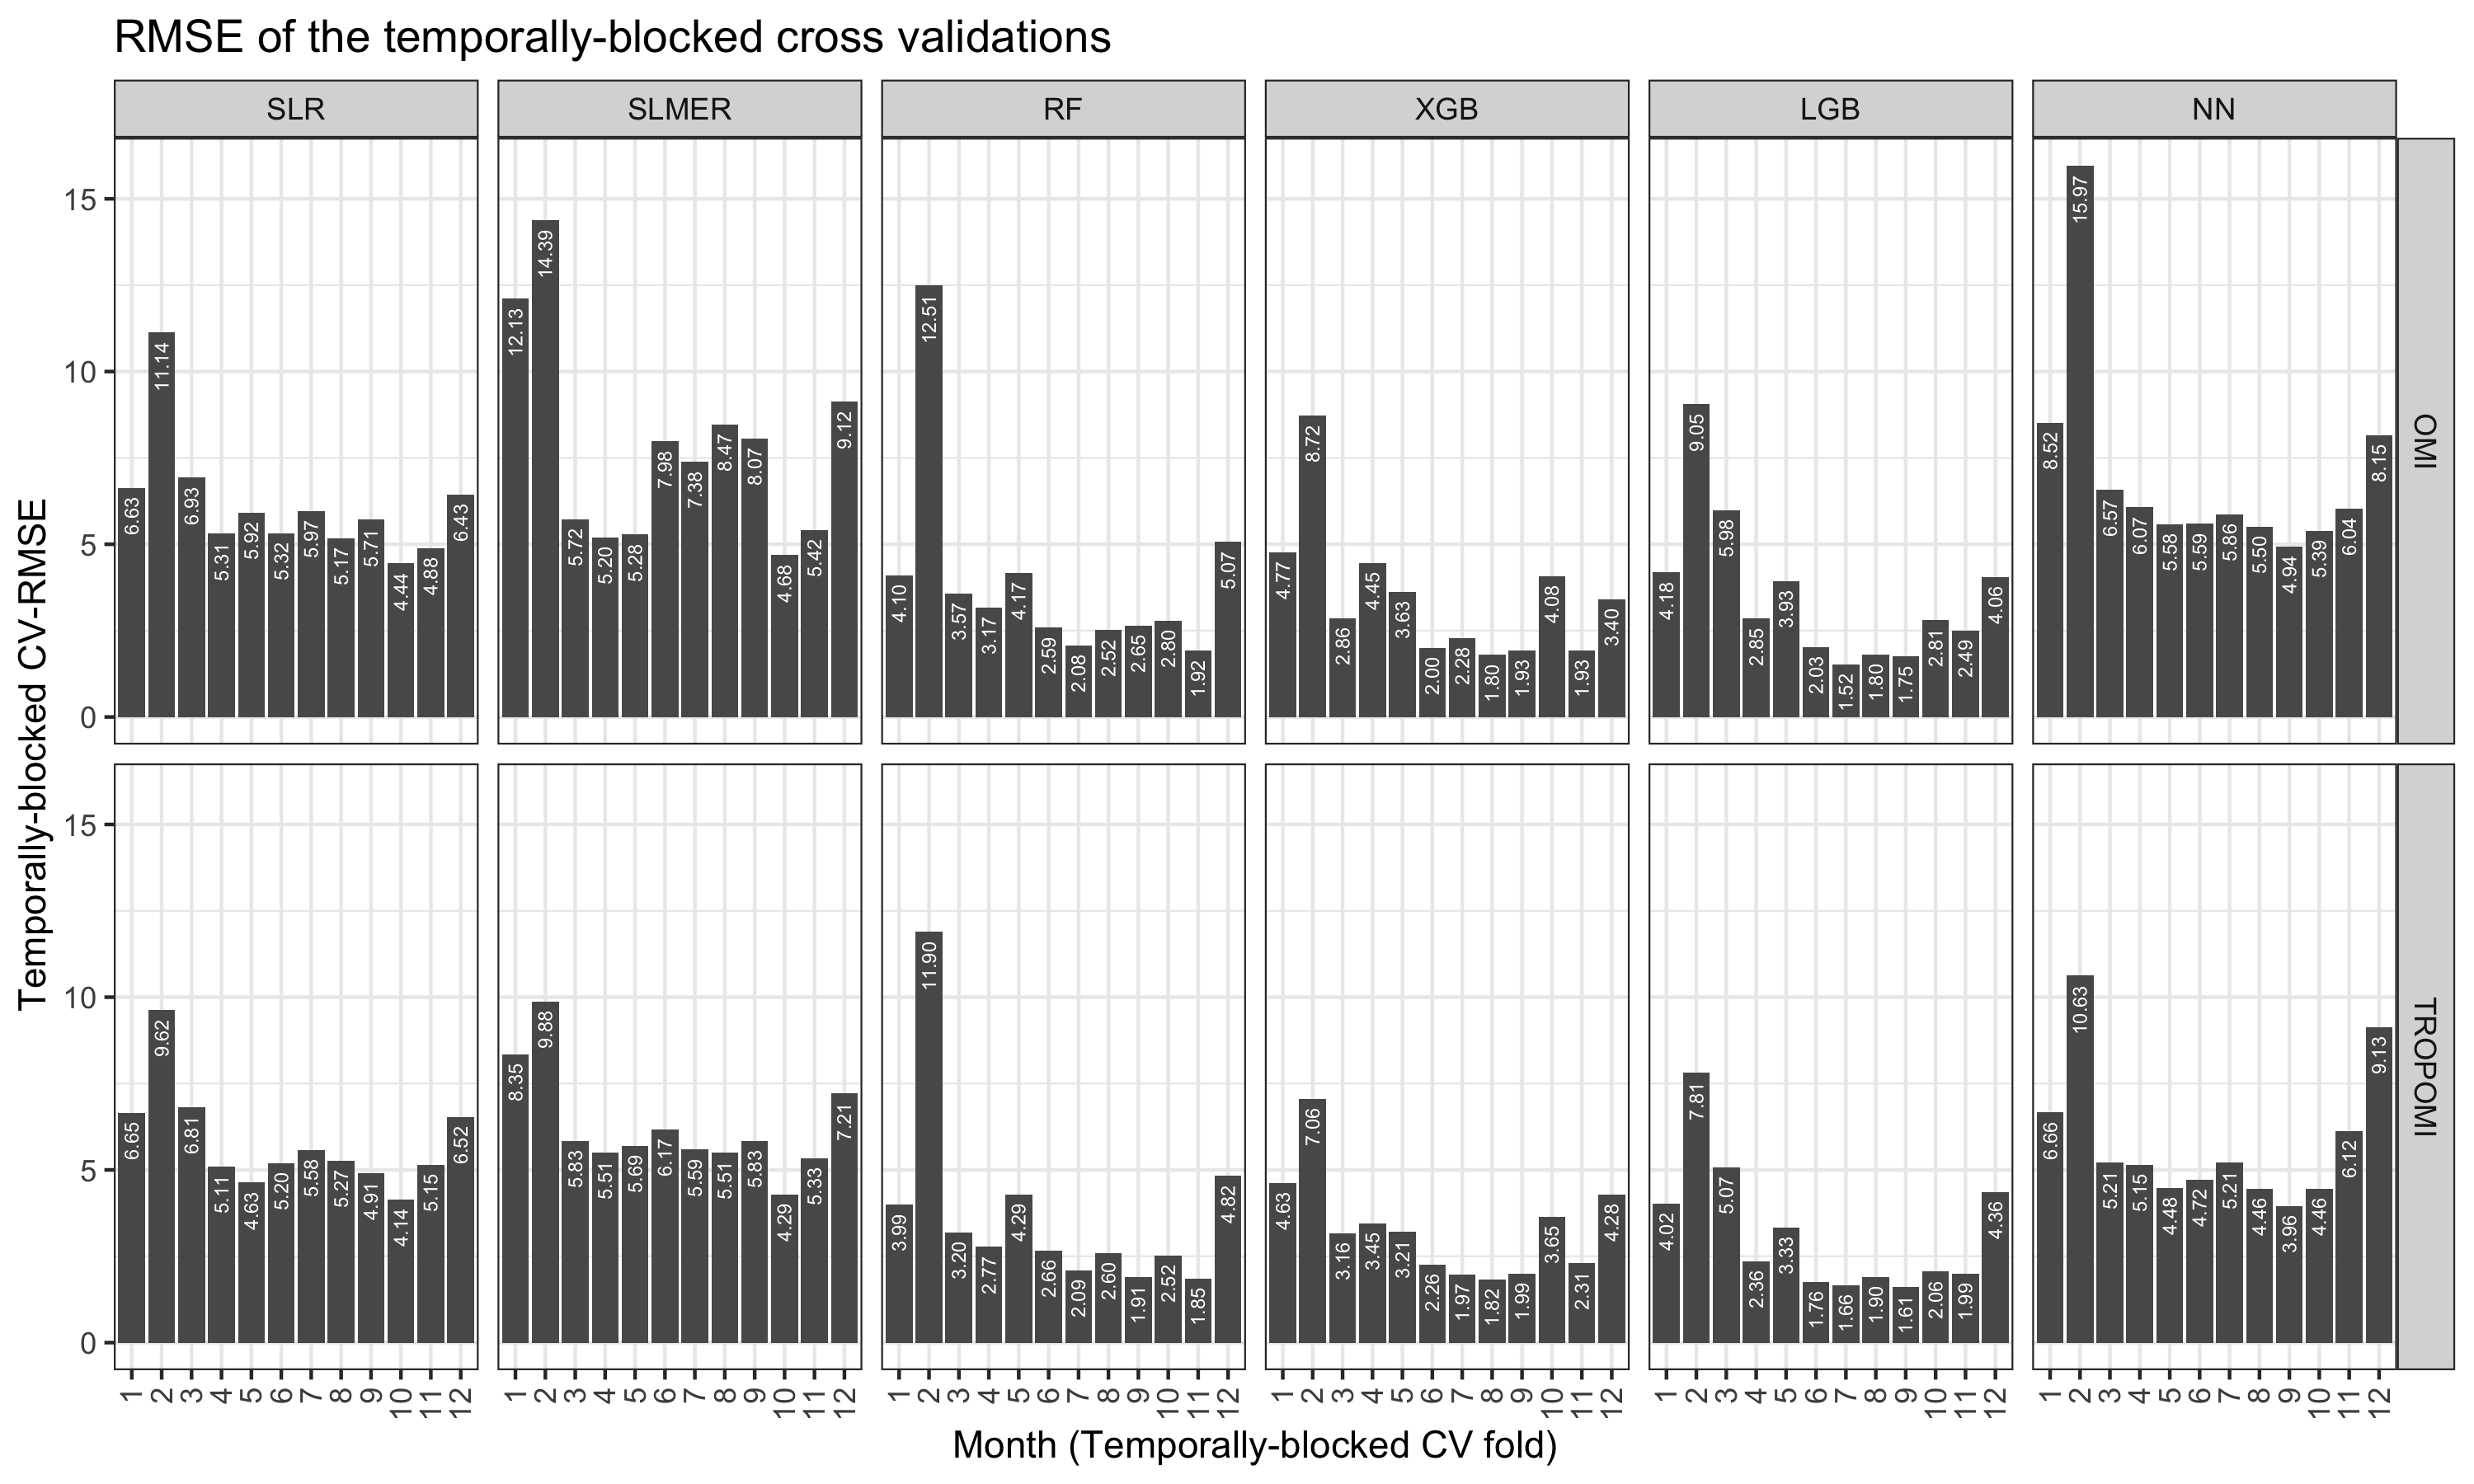 RMSE of the temporally-blocked cross validations
SLR SLMER RF XGB LGB NN
Temporally-blocked CV-RMSE
15
10
5
0
6.63 11.14 6.93 5.31 5.92 5.32 5.97 5.17 5.71 4.44 4.88 6.43
12.13 14.39 5.72 5.20 5.28 7.98 7.38 8.47 8.07 4.68 5.42 9.12
4.10 12.51 3.57 3.17 4.17 2.59 2.08 2.52 2.65 2.80 1.92 5.07
4.77 8.72 2.86 4.45 3.63 2.00 2.28 1.80 1.93 4.08 1.93 3.40
4.18 9.05 5.98 2.85 3.93 2.03 1.52 1.80 1.75 2.81 2.49 4.06
8.52 15.97 6.57 6.07 5.58 5.59 5.86 5.50 4.94 5.39 6.04 8.15
OMI
15
10
5
0
6.65 9.62 6.81 5.11 4.63 5.20 5.58 5.27 4.91 4.14 5.15 6.52
8.35 9.88 5.83 5.51 5.69 6.17 5.59 5.51 5.83 4.29 5.33 7.21
3.99 11.90 3.20 2.77 4.29 2.66 2.09 2.60 1.91 2.52 1.85 4.82
4.63 7.06 3.16 3.45 3.21 2.26 1.97 1.82 1.99 3.65 2.31 4.28
4.02 7.81 5.07 2.36 3.33 1.76 1.66 1.90 1.61 2.06 1.99 4.36
6.66 10.63 5.21 5.15 4.48 4.72 5.21 4.46 3.96 4.46 6.12 9.13
TROPOMI
1 2 3 4 5 6 7 8 9 10 11 12 1 2 3 4 5 6 7 8 9 10 11 12 1 2 3 4 5 6 7 8 9 10 11 12 1 2 3 4 5 6 7 8 9 10 11 12 1 2 3 4 5 6 7 8 9 10 11 12 1 2 3 4 5 6 7 8 9 10 11 12
Month (Temporally-blocked CV fold)